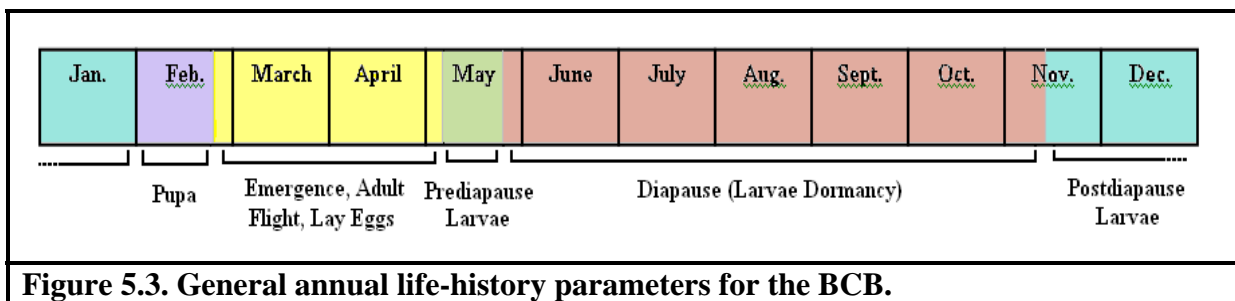 Jan. Feb. March April May June July Aug. Sept. Oct. Nov. Dec.
Pupa
Emergence, Adult
Flight, Lay Eggs
Prediapause
Larvae
Diapause (Larvae Dormancy)
Postdiapause
Larvae
Figure 5.3. General annual life-history parameters for the BCB.